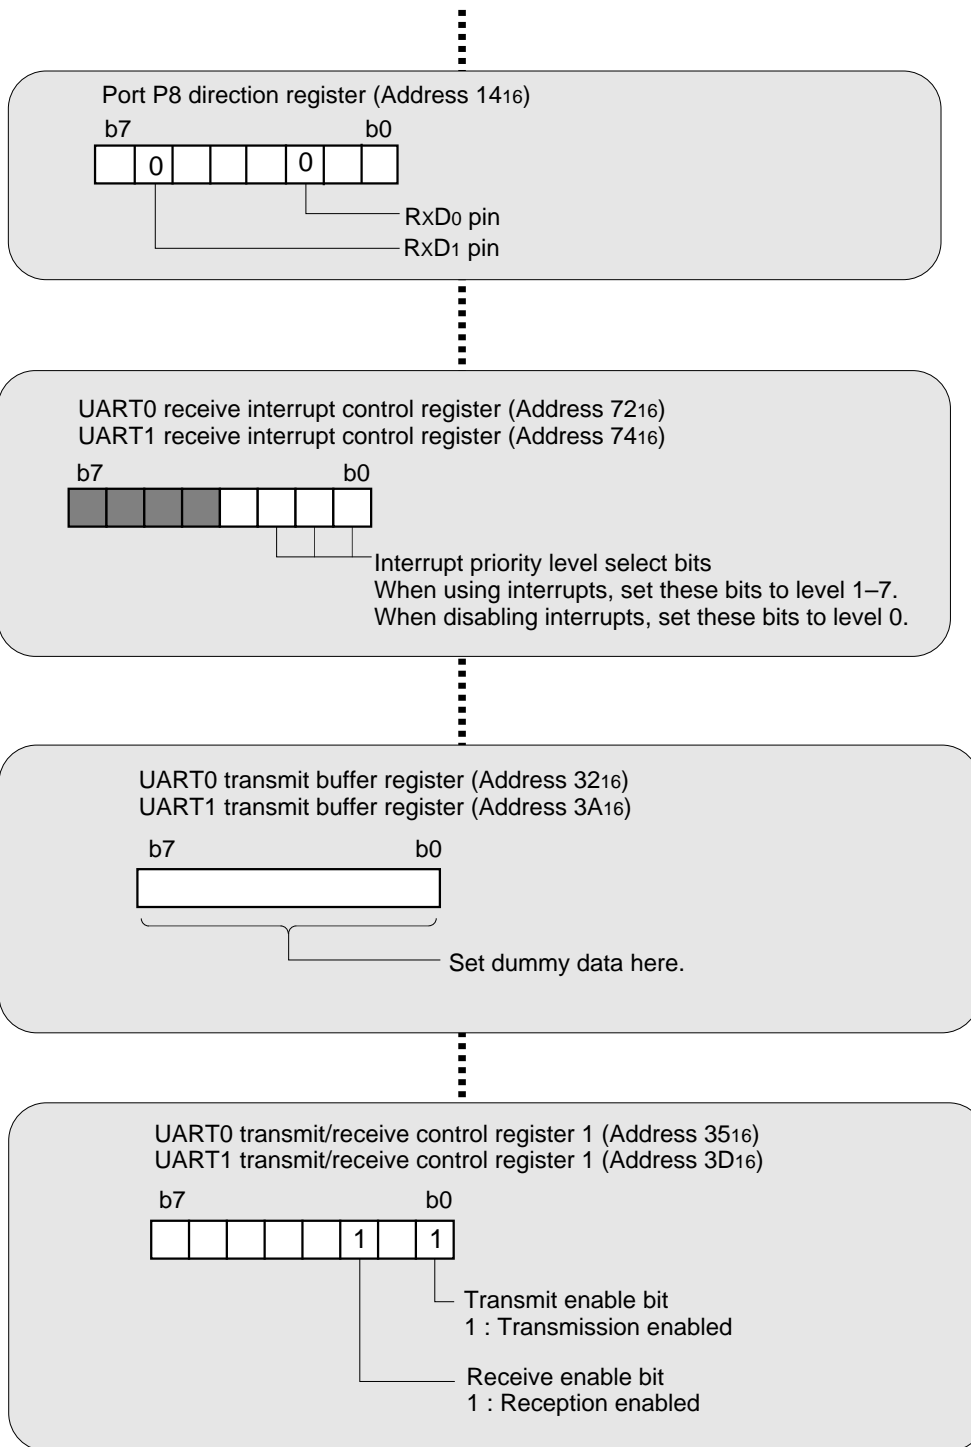 Port P8 direction register (Address 1416)
b7 b0
0 0
RxD0 pin
RxD1 pin
UART0 receive interrupt control register (Address 7216)
UART1 receive interrupt control register (Address 7416)
b7 b0
Interrupt priority level select bits
When using interrupts, set these bits to level 1–7.
When disabling interrupts, set these bits to level 0.
UART0 transmit buffer register (Address 3216)
UART1 transmit buffer register (Address 3A16)
b7 b0
Set dummy data here.
UART0 transmit/receive control register 1 (Address 3516)
UART1 transmit/receive control register 1 (Address 3D16)
b7 b0
1 1
Transmit enable bit
1 : Transmission enabled
Receive enable bit
1 : Reception enabled